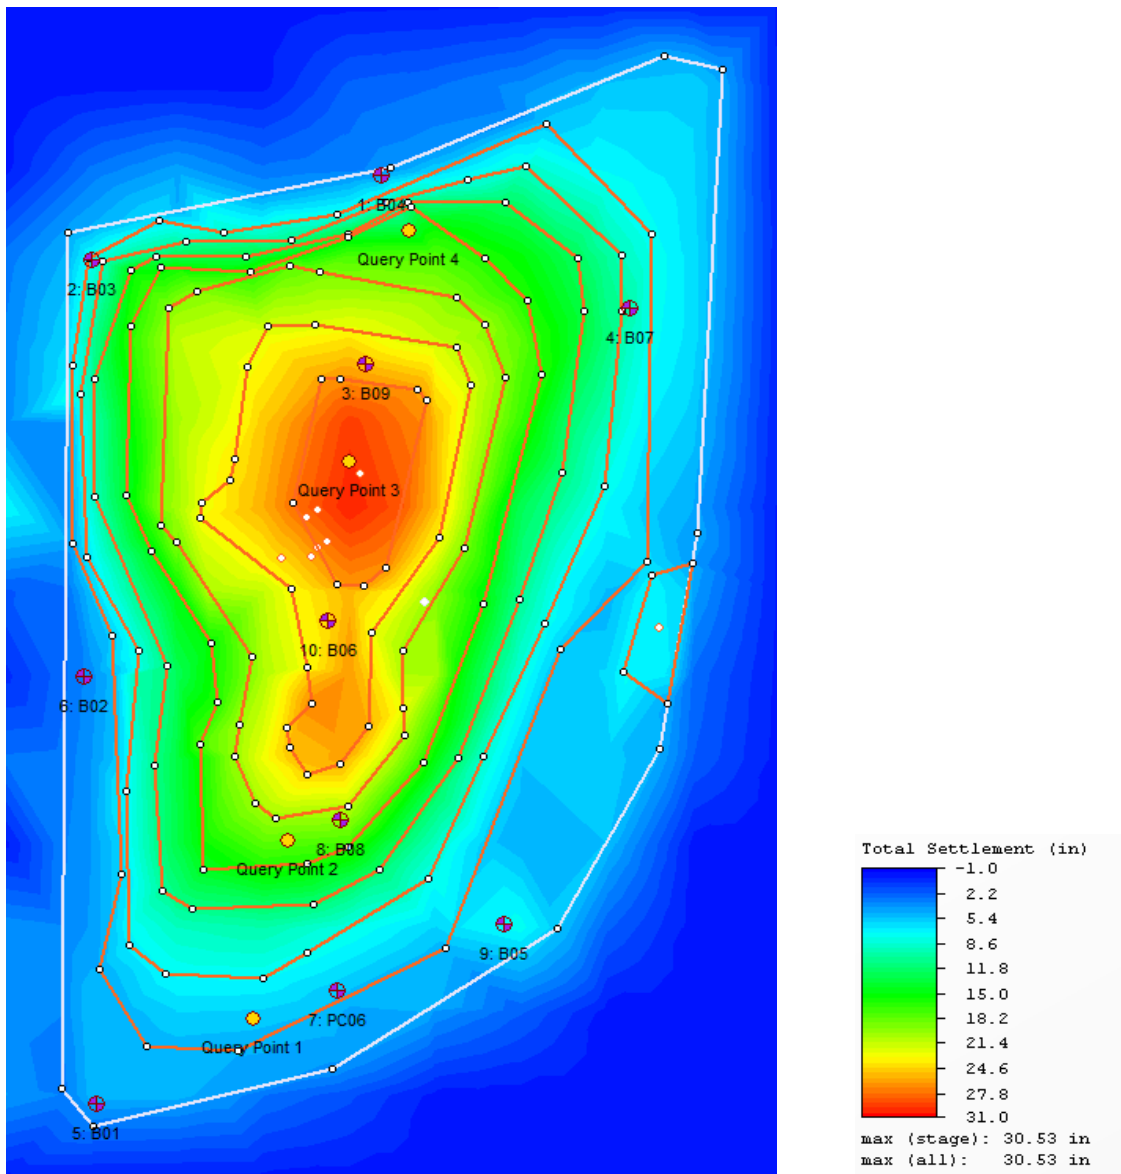 1: B04
Query Point 4
2: B03
4: B07
3: B09
Query Point 3
10: B06
6: B02
8: B08
Query Point 2
9: B05
7: PC06
Query Point 1
5: B01
Total Settlement (in)
-1.0
2.2
5.4
8.6
11.8
15.0
18.2
21.4
24.6
27.8
31.0
max (stage): 30.53 in
max (all): 30.53 in